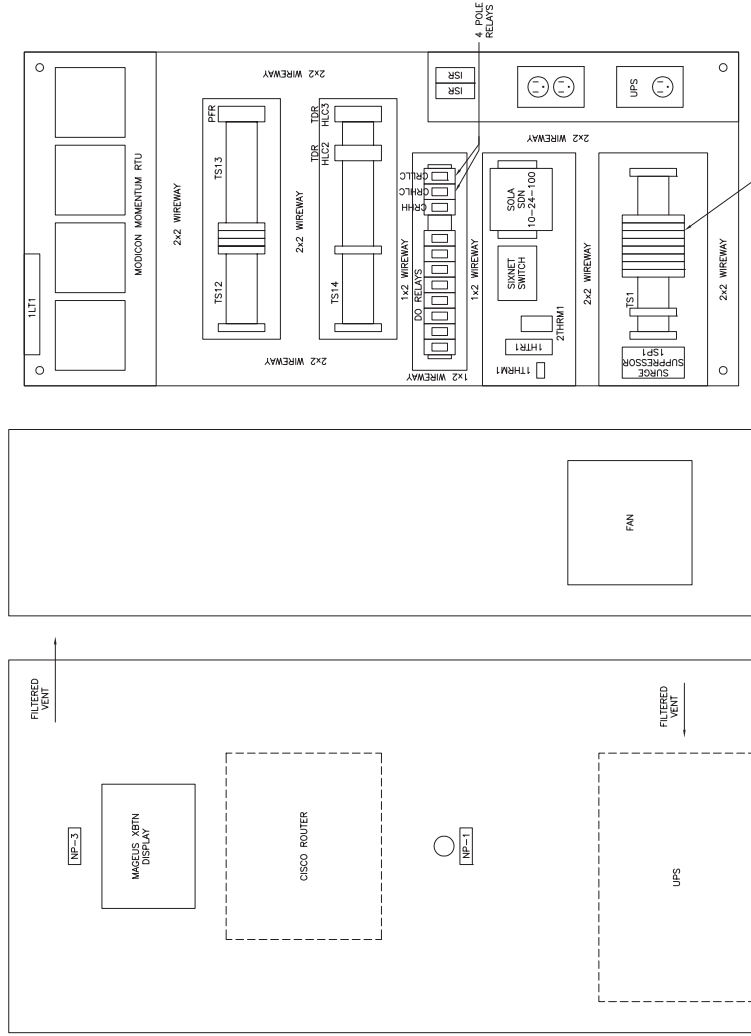 4 POLE
RELAYS
1LT1
MODICON MOMENTUM RTU
2x2 WIREWAY
2x2 WIREWAY
PFR
TS13
TS12
2x2 WIREWAY
TDR
HLC3
TDR
HLC2
TS14
2x2 WIREWAY
ISR
ISR
UPS
2x2 WIREWAY
1x2 WIREWAY
CRLLC
CRHLC
CRHH
DO RELAYS
1x2 WIREWAY
1x2 WIREWAY
SOLA
SDN
10-24-100
SIXNET
SWITCH
2THRM1
1HTR1
1THRM1
2x2 WIREWAY
TS1
SURGE
SUPPRESSOR
1SP1
2x2 WIREWAY
FAN
FILTERED
VENT
NP-3
MAGEUS XBTN
DISPLAY
CISCO ROUTER
NP-1
FILTERED
VENT
UPS